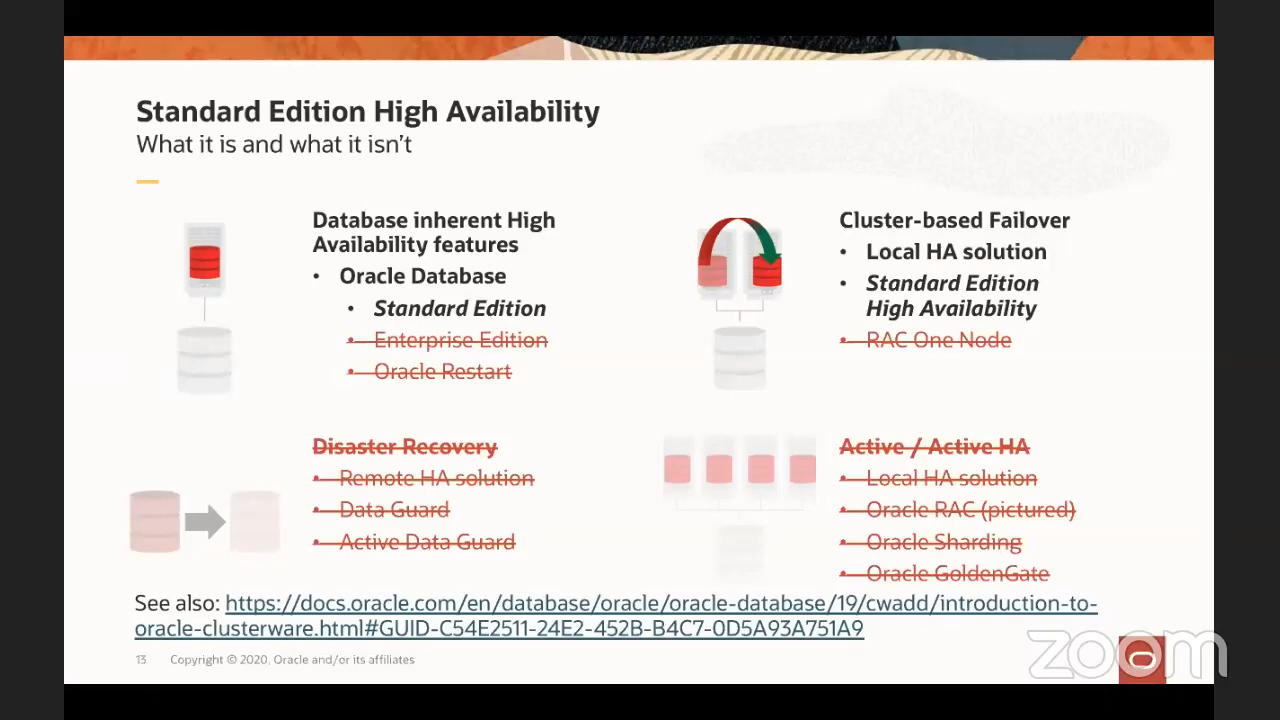 Standard Edition High Availability
What it is and what it isn't
Database inherent High
Availability features
• Oracle Database
• Standard Edition
• Enterprise Edition
• Oracle Restart
Cluster-based Failover
• Local HA solution
• Standard Edition
High Availability
• RAC One Node
Disaster Recovery
• Remote HA solution
• Data Guard
• Active Data Guard
Active / Active HA
• Local HA solution
• Oracle RAC (pictured)
• Oracle Sharding
• Oracle GoldenGate
See also: https://docs.oracle.com/en/database/oracle/oracle-database/19/cwadd/introduction-to-
oracle-clusterware.html#GUID-C54E2511-24E2-452B-B4C7-0D5A93A751A9
13 Copyright © 2020, Oracle and/or its affiliates
zoom